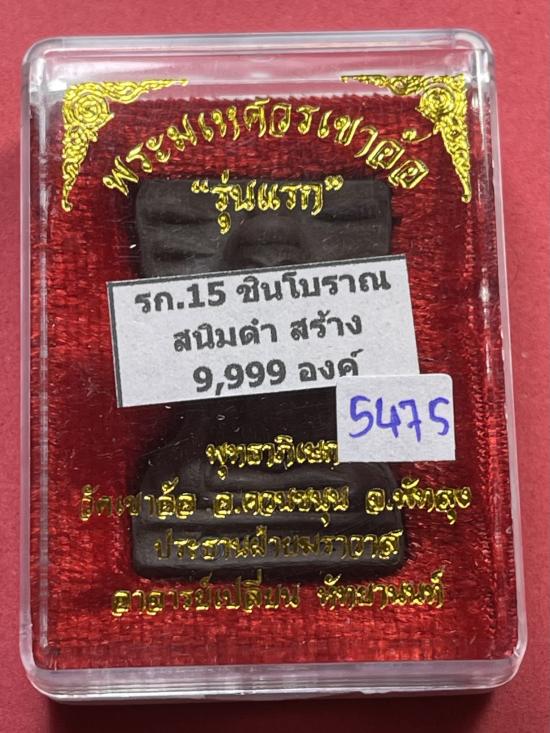 พระมเหศวรเขาอ้อ
“รุ่นแรก”
รก.15 ชินโบราณ
สนิมดำ สร้าง
9,999 องค์
5475
พุทธาภิเษก
วัดเขาอ้อ อ.ควนขนุน จ.พัทลุง
ประธานฝ่ายฆราวาส
อาจารย์เปลี่ยน หัทยานนท์